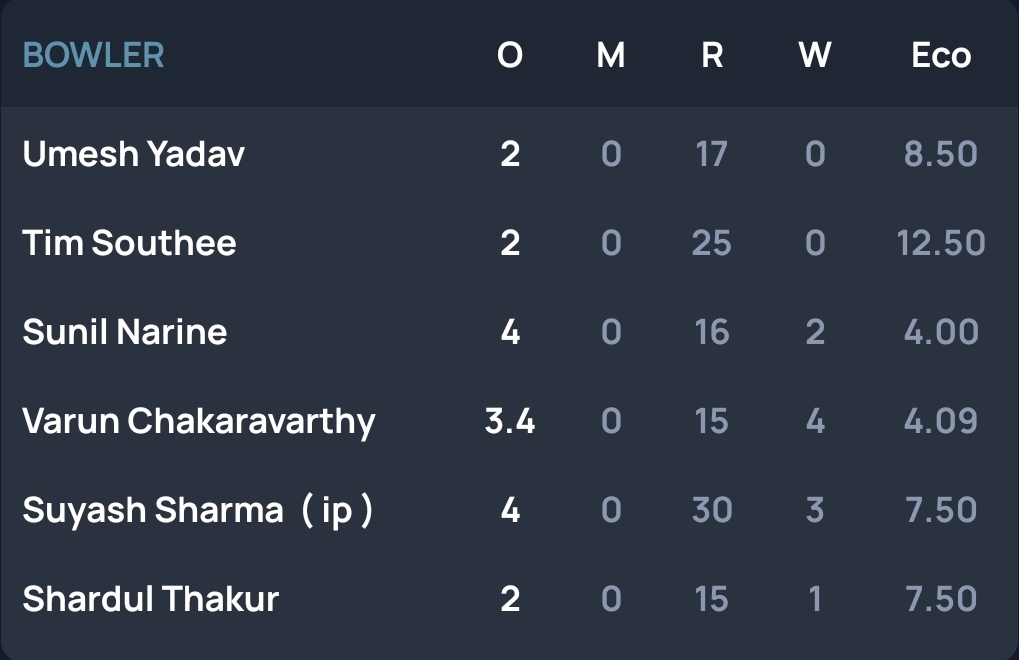 BOWLER O M R W Eco
Umesh Yadav 2 0 17 0 8.50
Tim Southee 2 0 25 0 12.50
Sunil Narine 4 0 16 2 4.00
Varun Chakaravarthy 3.4 0 15 4 4.09
Suyash Sharma ( ip ) 4 0 30 3 7.50
Shardul Thakur 2 0 15 1 7.50